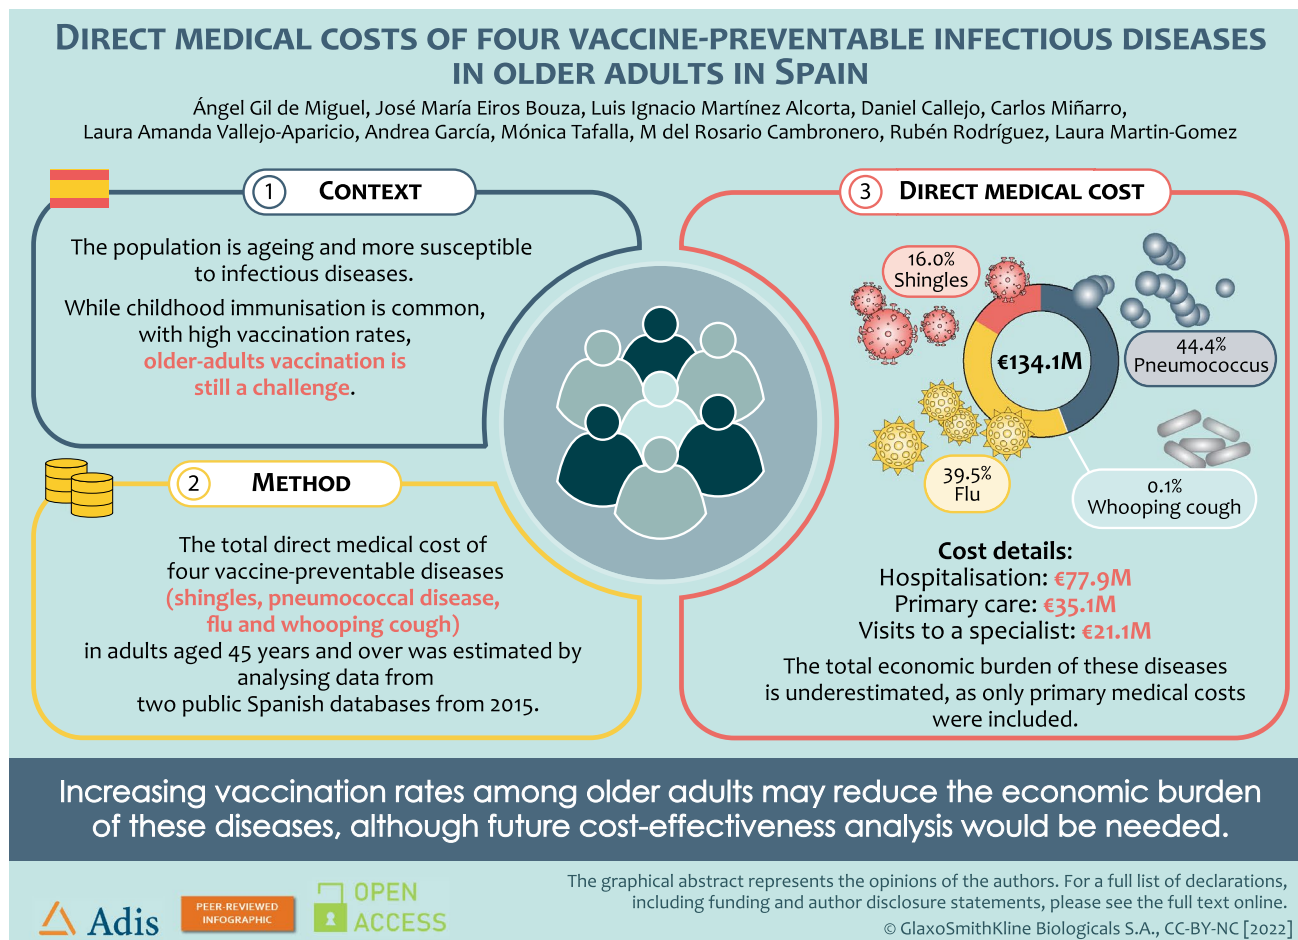 DIRECT MEDICAL COSTS OF FOUR VACCINE-PREVENTABLE INFECTIOUS DISEASES
IN OLDER ADULTS IN SPAIN
Ángel Gil de Miguel, José María Eiros Bouza, Luis Ignacio Martínez Alcorta, Daniel Callejo, Carlos Miñarro,
Laura Amanda Vallejo-Aparicio, Andrea García, Mónica Tafalla, M del Rosario Cambronero, Rubén Rodríguez, Laura Martin-Gomez
1 CONTEXT
The population is ageing and more susceptible
to infectious diseases.
While childhood immunisation is common,
with high vaccination rates,
older-adults vaccination is
still a challenge.
2 METHOD
The total direct medical cost of
four vaccine-preventable diseases
(shingles, pneumococcal disease,
flu and whooping cough)
in adults aged 45 years and over was estimated by
analysing data from
two public Spanish databases from 2015.
3 DIRECT MEDICAL COST
16.0%
Shingles
€134.1M
44.4%
Pneumococcus
39.5%
Flu
0.1%
Whooping cough
Cost details:
Hospitalisation: €77.9M
Primary care: €35.1M
Visits to a specialist: €21.1M
The total economic burden of these diseases
is underestimated, as only primary medical costs
were included.
Increasing vaccination rates among older adults may reduce the economic burden
of these diseases, although future cost-effectiveness analysis would be needed.
Adis
PEER-REVIEWED
INFOGRAPHIC
OPEN
ACCESS
The graphical abstract represents the opinions of the authors. For a full list of declarations,
including funding and author disclosure statements, please see the full text online.
© GlaxoSmithKline Biologicals S.A., CC-BY-NC [2022]